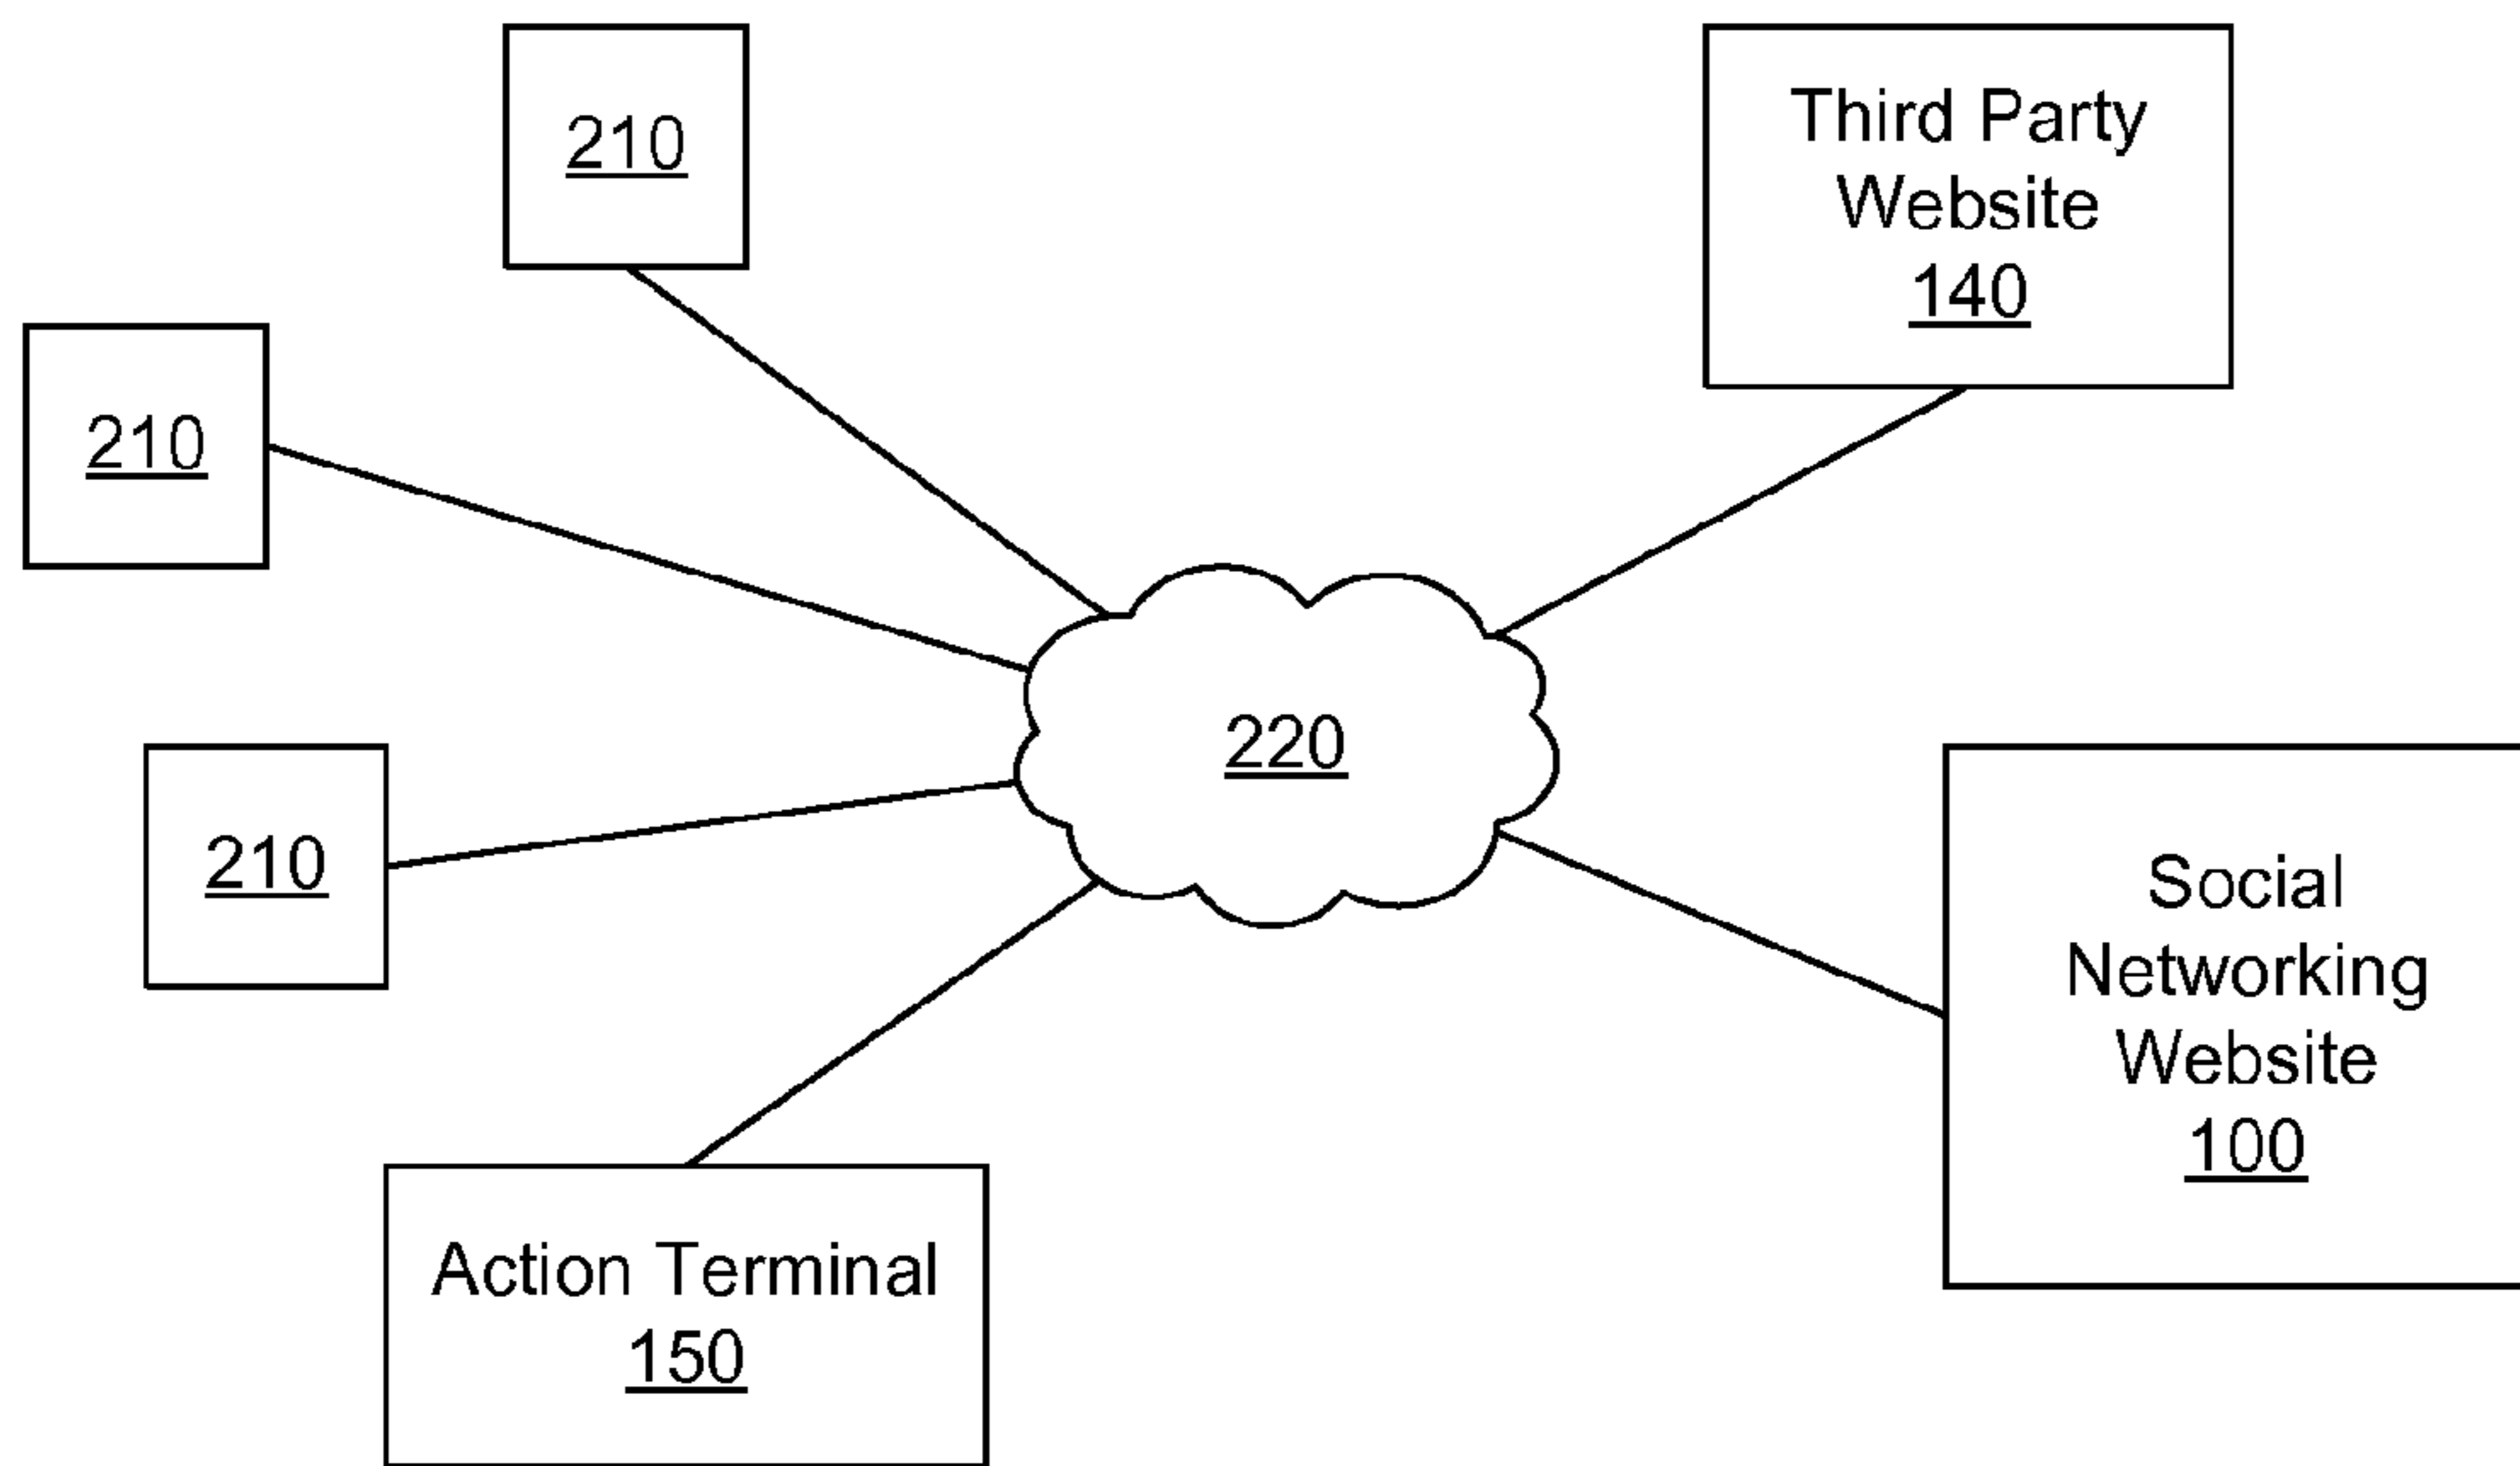 210
Third Party
Website
140
210
220
210
Social
Networking
Website
100
Action Terminal
150